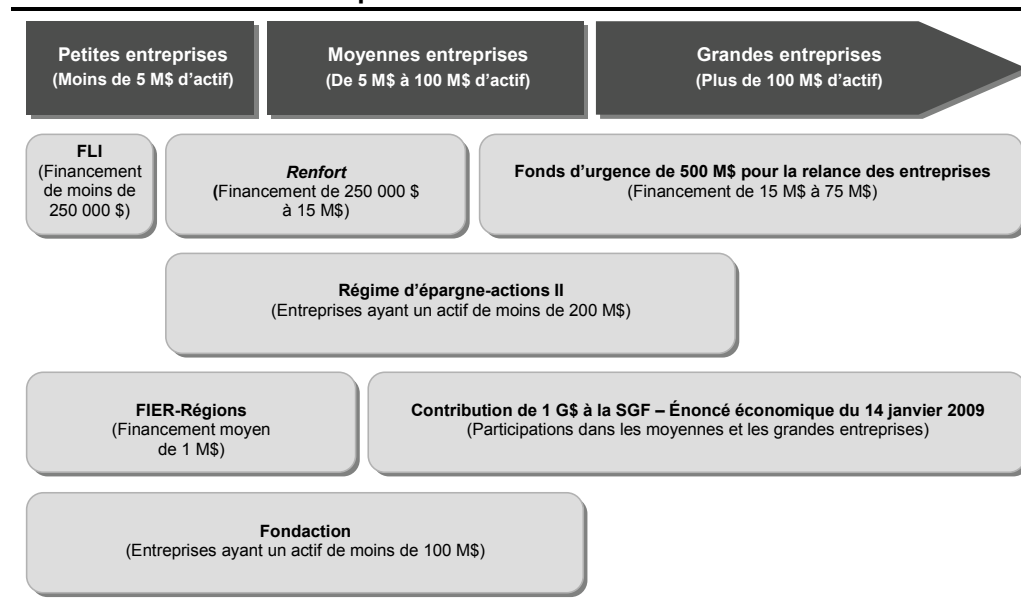 Petites entreprises
(Moins de 5 M$ d'actif)
Moyennes entreprises
(De 5 M$ à 100 M$ d'actif)
Grandes entreprises
(Plus de 100 M$ d'actif)
FLI
(Financement
de moins de
250 000 $)
Renfort
(Financement de 250 000 $
à 15 M$)
Fonds d'urgence de 500 M$ pour la relance des entreprises
(Financement de 15 M$ à 75 M$)
Régime d'épargne-actions II
(Entreprises ayant un actif de moins de 200 M$)
FIER-Régions
(Financement moyen
de 1 M$)
Contribution de 1 G$ à la SGF – Énoncé économique du 14 janvier 2009
(Participations dans les moyennes et les grandes entreprises)
Fondaction
(Entreprises ayant un actif de moins de 100 M$)